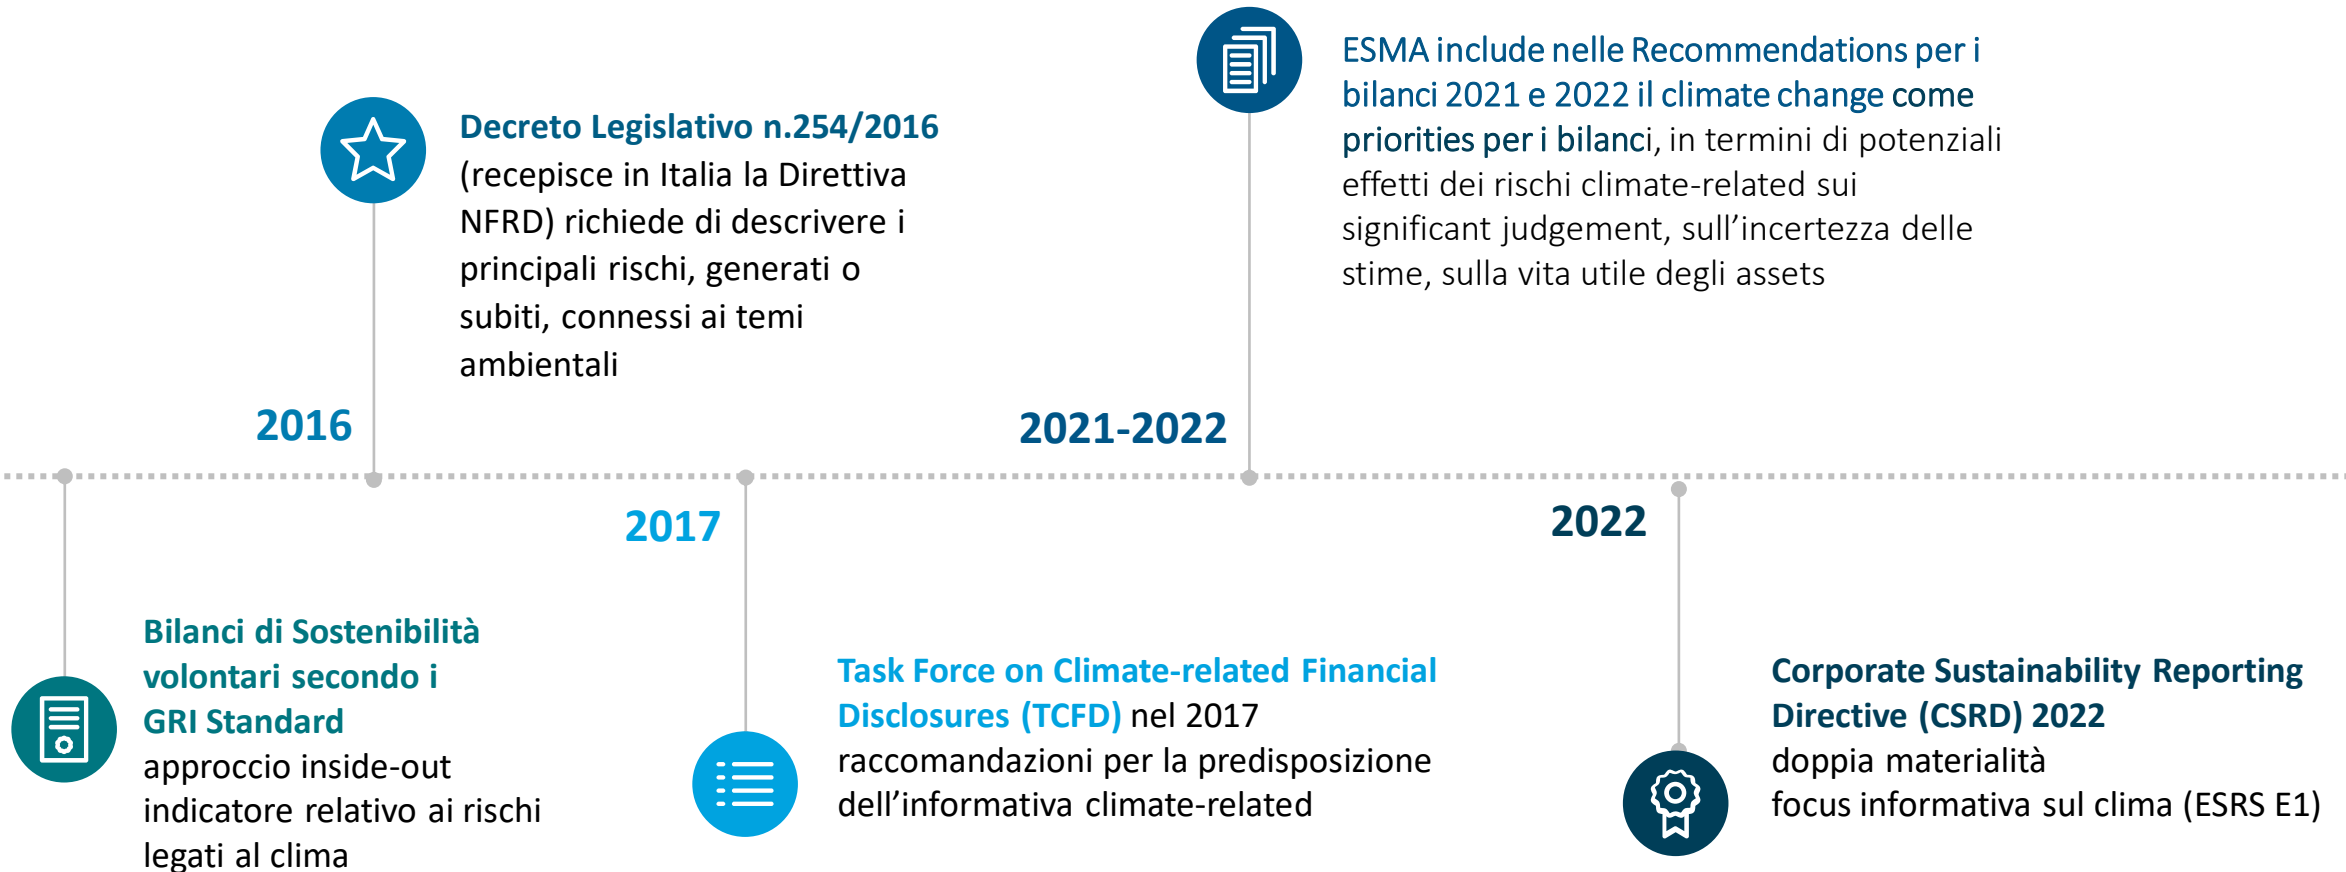 Decreto Legislativo n.254/2016
(recepisce in Italia la Direttiva
NFRD) richiede di descrivere i
principali rischi, generati o
subiti, connessi ai temi
ambientali
ESMA include nelle Recommendations per i
bilanci 2021 e 2022 il climate change come
priorities per i bilanci, in termini di potenziali
effetti dei rischi climate-related sui
significant judgement, sull’incertezza delle
stime, sulla vita utile degli assets
2016
2021-2022
2017
2022
Bilanci di Sostenibilità
volontari secondo i
GRI Standard
approccio inside-out
indicatore relativo ai rischi
legati al clima
Task Force on Climate-related Financial
Disclosures (TCFD) nel 2017
raccomandazioni per la predisposizione
dell’informativa climate-related
Corporate Sustainability Reporting
Directive (CSRD) 2022
doppia materialità
focus informativa sul clima (ESRS E1)